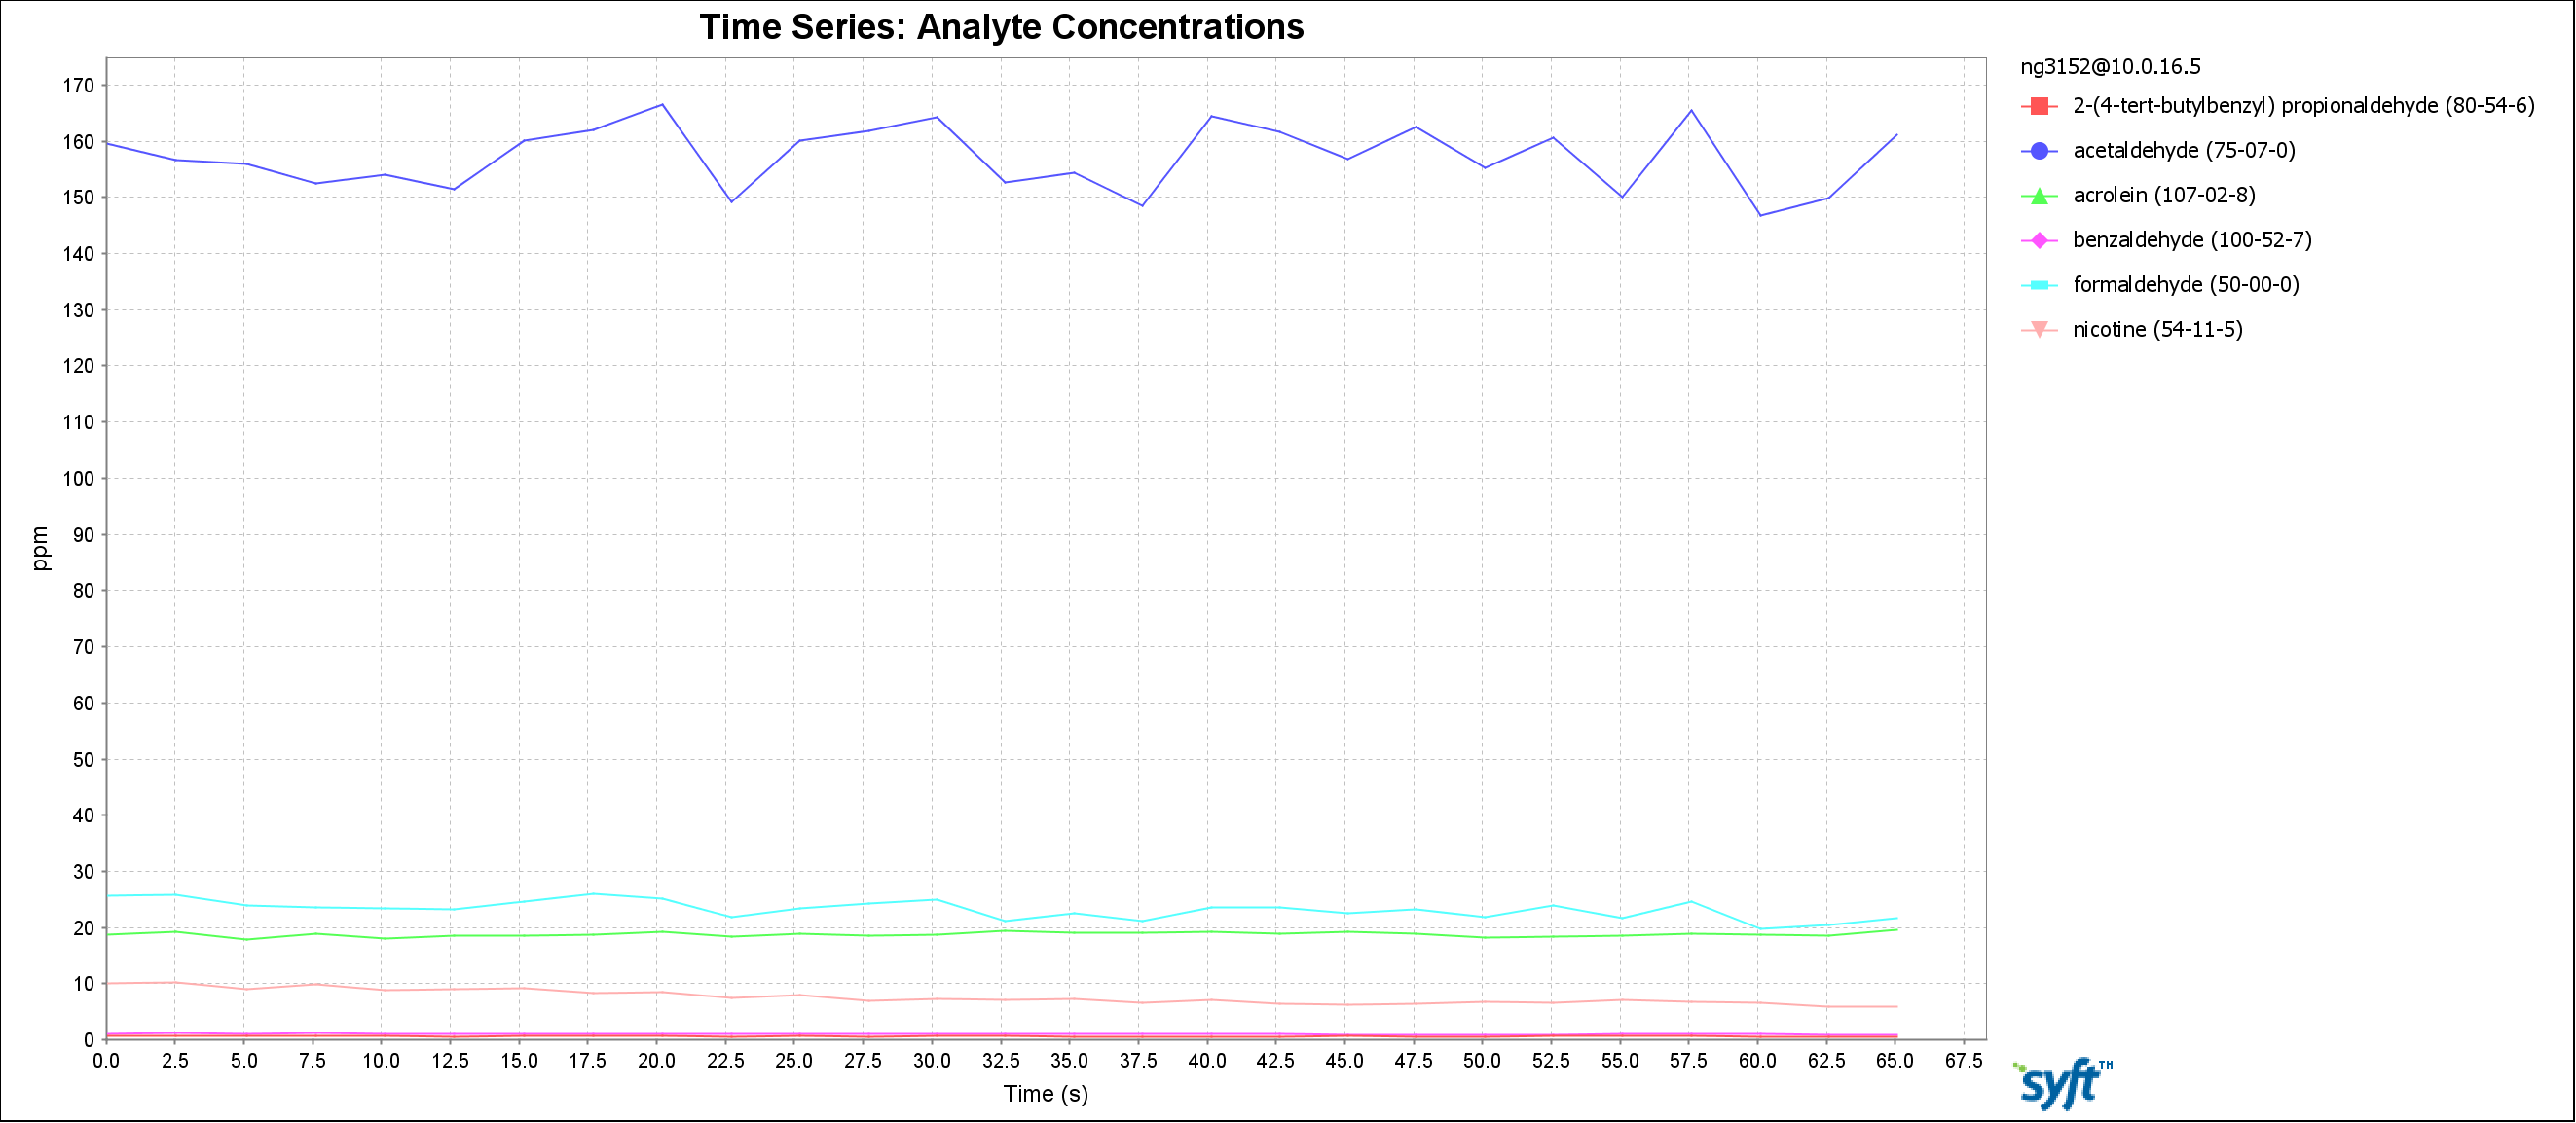 Time Series: Analyte Concentrations
ng3152@10.0.16.5
2-(4-tert-butylbenzyl) propionaldehyde (80-54-6)
acetaldehyde (75-07-0)
acrolein (107-02-8)
benzaldehyde (100-52-7)
formaldehyde (50-00-0)
nicotine (54-11-5)
ppm
170
160
150
140
130
120
110
100
90
80
70
60
50
40
30
20
10
0
0.0 2.5 5.0 7.5 10.0 12.5 15.0 17.5 20.0 22.5 25.0 27.5 30.0 32.5 35.0 37.5 40.0 42.5 45.0 47.5 50.0 52.5 55.0 57.5 60.0 62.5 65.0 67.5
Time (s)
syft™